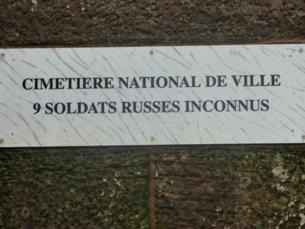 CIMETIERE NATIONAL DE VILLE
9 SOLDATS RUSSES INCONNUS